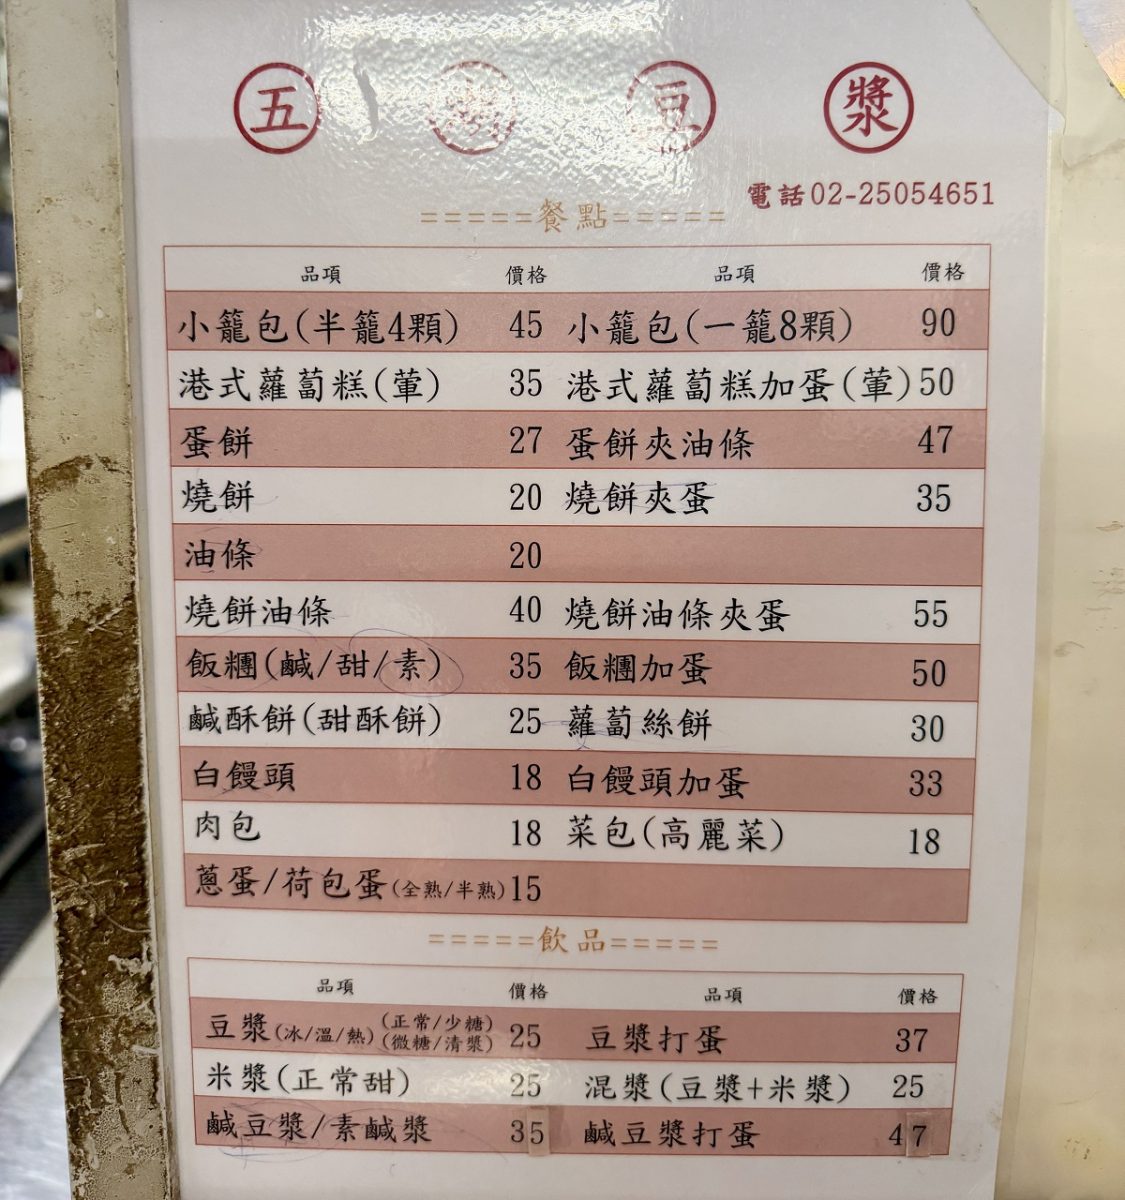 五 豆 漿
電話02-25054651
=====餐點=====
品項 價格 品項 價格
小籠包(半籠4顆) 45 小籠包(一籠8顆) 90
港式蘿蔔糕(葷) 35 港式蘿蔔糕加蛋(葷) 50
蛋餅 27 蛋餅夾油條 47
燒餅 20 燒餅夾蛋 35
油條 20
燒餅油條 40 燒餅油條夾蛋 55
飯糰(鹹/甜/素) 35 飯糰加蛋 50
鹹酥餅(甜酥餅) 25 蘿蔔絲餅 30
白饅頭 18 白饅頭加蛋 33
肉包 18 菜包(高麗菜) 18
蔥蛋/荷包蛋(全熟/半熟) 15
=====飲品=====
品項 價格 品項 價格
豆漿(冰/溫/熱)(正常/少糖)(微糖/清漿) 25 豆漿打蛋 37
米漿(正常甜) 25 混漿(豆漿+米漿) 25
鹹豆漿/素鹹漿 35 鹹豆漿打蛋 47